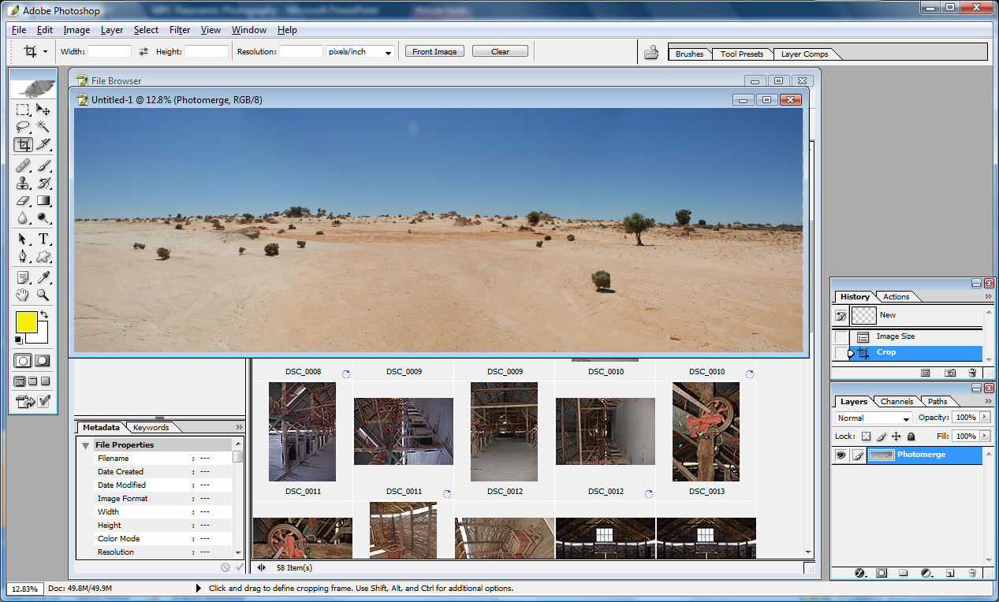 Adobe Photoshop
File Edit Image Layer Select Filter View Window Help
Width: Height: Resolution: pixels/inch Front Image Clear Brushes Tool Presets Layer Comps
File Browser
Untitled-1 @ 12.8% (Photomerge, RGB/8)
History Actions
New
Image Size
Crop
DSC_0008 DSC_0009 DSC_0009 DSC_0010 DSC_0010
DSC_0011 DSC_0011 DSC_0012 DSC_0012 DSC_0013
58 Item(s)
Metadata Keywords
File Properties
Filename : ---
Date Created : ---
Date Modified : ---
Image Format : ---
Width : ---
Height : ---
Color Mode : ---
Resolution : ---
Layers Channels Paths
Normal Opacity: 100%
Lock: Fill: 100%
Photomerge
12.83% Doc: 49.8M/49.9M Click and drag to define cropping frame. Use Shift, Alt, and Ctrl for additional options.